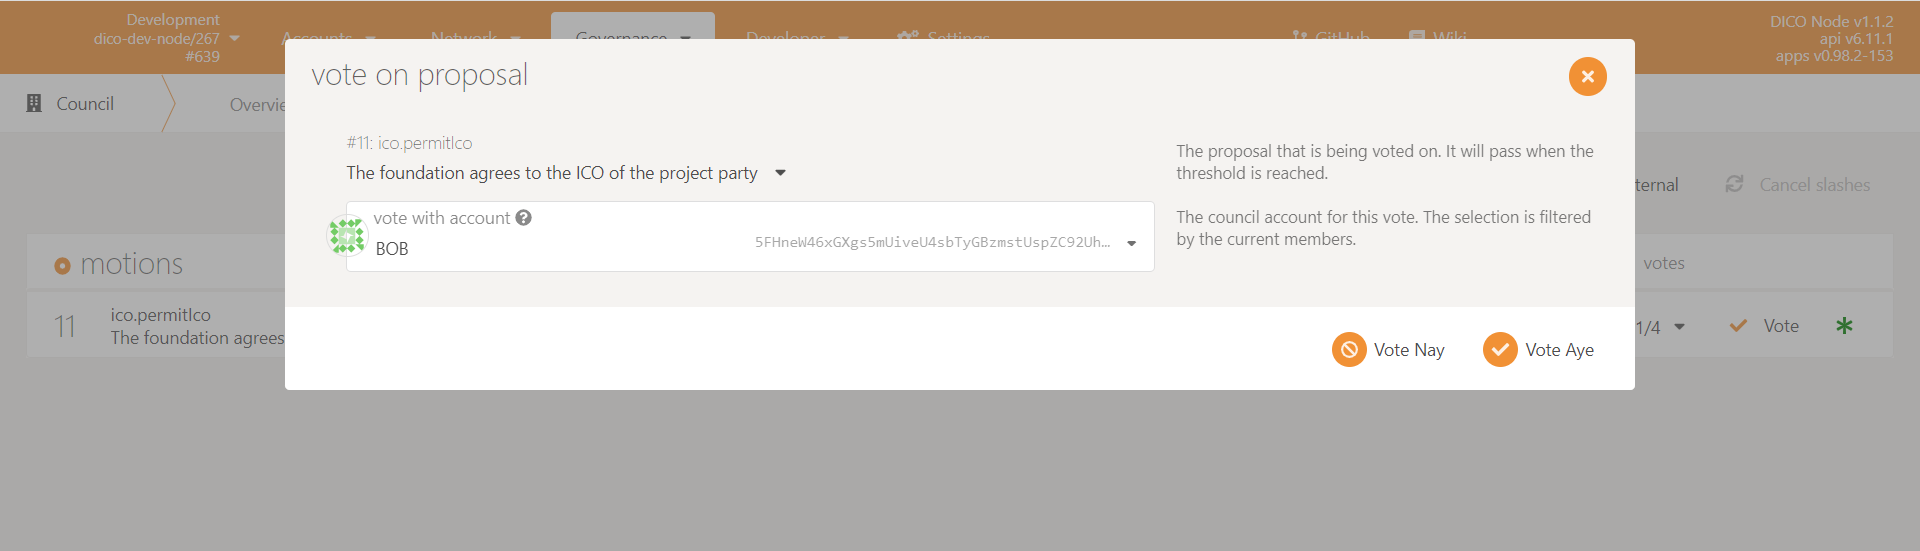 Development
dico-dev-node/267
#639
Accounts
Network
Governance
Developer
Settings
GitHub
Wiki
DICO Node v1.1.2
api v6.11.1
apps v0.98.2-153
Council
Overvie
vote on proposal
#11: ico.permitIco
The foundation agrees to the ICO of the project party
vote with account
BOB
5FHneW46xGXgs5mUiveU4sbTyGBzmstUspZC92Uh…
The proposal that is being voted on. It will pass when the
threshold is reached.
The council account for this vote. The selection is filtered
by the current members.
Vote Nay
Vote Aye
ternal
Cancel slashes
motions
votes
11
ico.permitIco
The foundation agrees
1/4
Vote